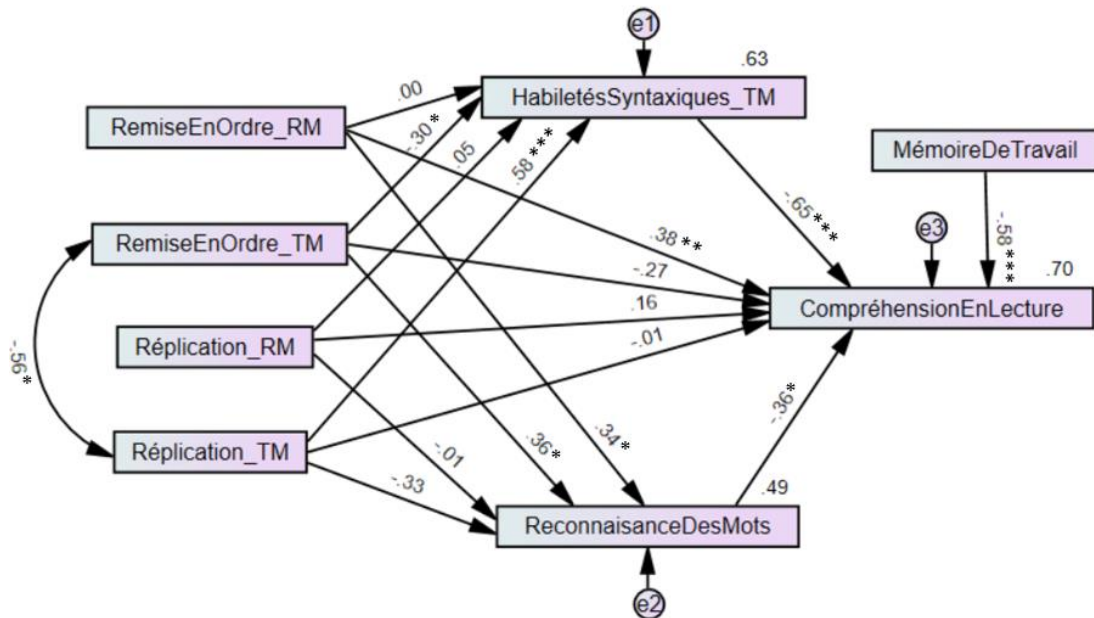 e1
.63
HabiletésSyntaxiques_TM
.00
RemiseEnOrdre_RM
-.30*
.05
.58***
MémoireDeTravail
-.65***
-.58***
e3
.38**
RemiseEnOrdre_TM
-.27
.70
CompréhensionEnLecture
.16
Réplication_RM
-.01
-.56*
-.36*
.34*
.36*
-.01
Réplication_TM
-.33
.49
ReconnaisanceDesMots
e2